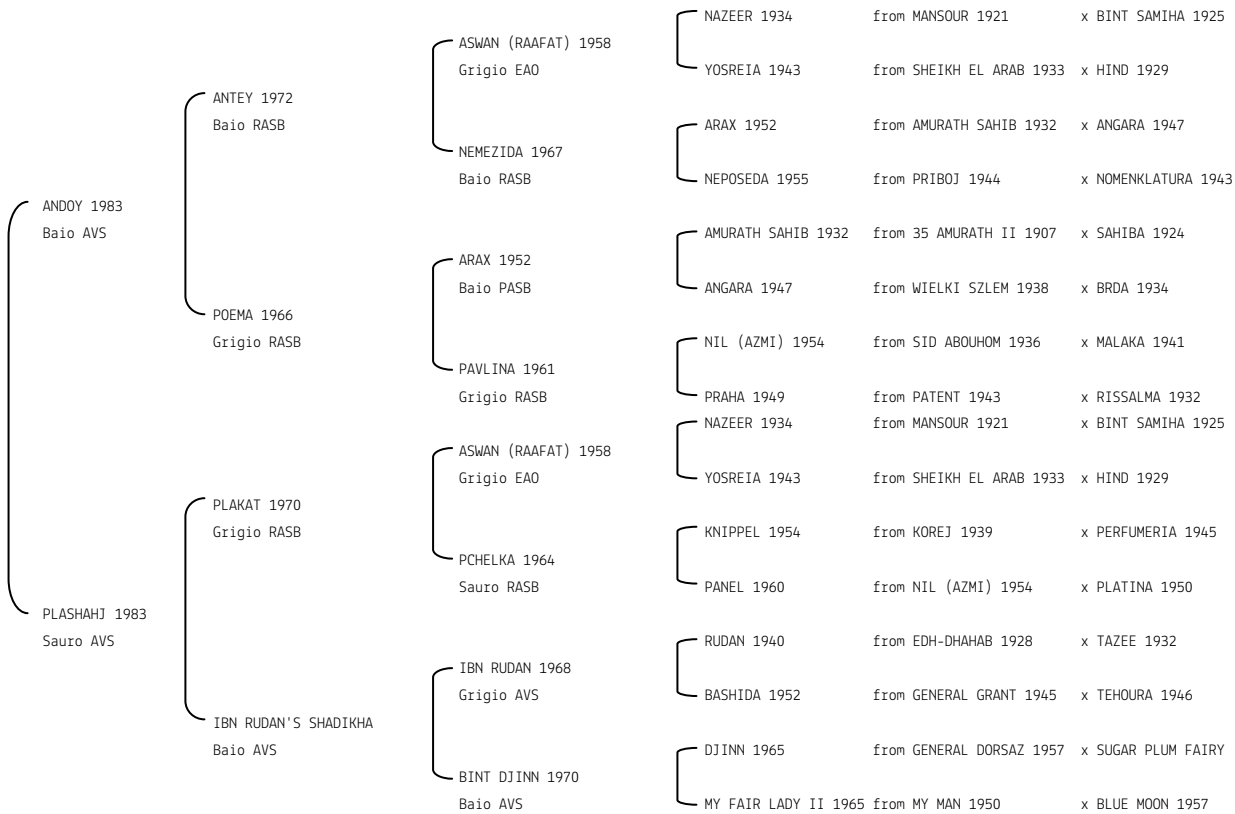 NAZEER 1934 from MANSOUR 1921 x BINT SAMIHA 1925
ASWAN (RAAFAT) 1958
Grigio EAO
YOSREIA 1943 from SHEIKH EL ARAB 1933 x HIND 1929
ANTEY 1972
Baio RASB
ARAX 1952 from AMURATH SAHIB 1932 x ANGARA 1947
NEMEZIDA 1967
Baio RASB
NEPOSEDA 1955 from PRIBOJ 1944 x NOMENKLATURA 1943
ANDOY 1983
Baio AVS
AMURATH SAHIB 1932 from 35 AMURATH II 1907 x SAHIBA 1924
ARAX 1952
Baio PASB
ANGARA 1947 from WIELKI SZLEM 1938 x BRDA 1934
POEMA 1966
Grigio RASB
NIL (AZMI) 1954 from SID ABOUHOM 1936 x MALAKA 1941
PAVLINA 1961
Grigio RASB
PRAHA 1949 from PATENT 1943 x RISSALMA 1932
NAZEER 1934 from MANSOUR 1921 x BINT SAMIHA 1925
ASWAN (RAAFAT) 1958
Grigio EAO
YOSREIA 1943 from SHEIKH EL ARAB 1933 x HIND 1929
PLAKAT 1970
Grigio RASB
KNIPPEL 1954 from KOREJ 1939 x PERFUMERIA 1945
PCHELKA 1964
Sauro RASB
PANEL 1960 from NIL (AZMI) 1954 x PLATINA 1950
PLASHAHJ 1983
Sauro AVS
RUDAN 1940 from EDH-DHAHAB 1928 x TAZEE 1932
IBN RUDAN 1968
Grigio AVS
BASHIDA 1952 from GENERAL GRANT 1945 x TEHOURA 1946
IBN RUDAN'S SHADIKHA
Baio AVS
DJINN 1965 from GENERAL DORSAZ 1957 x SUGAR PLUM FAIRY
BINT DJINN 1970
Baio AVS
MY FAIR LADY II 1965 from MY MAN 1950 x BLUE MOON 1957